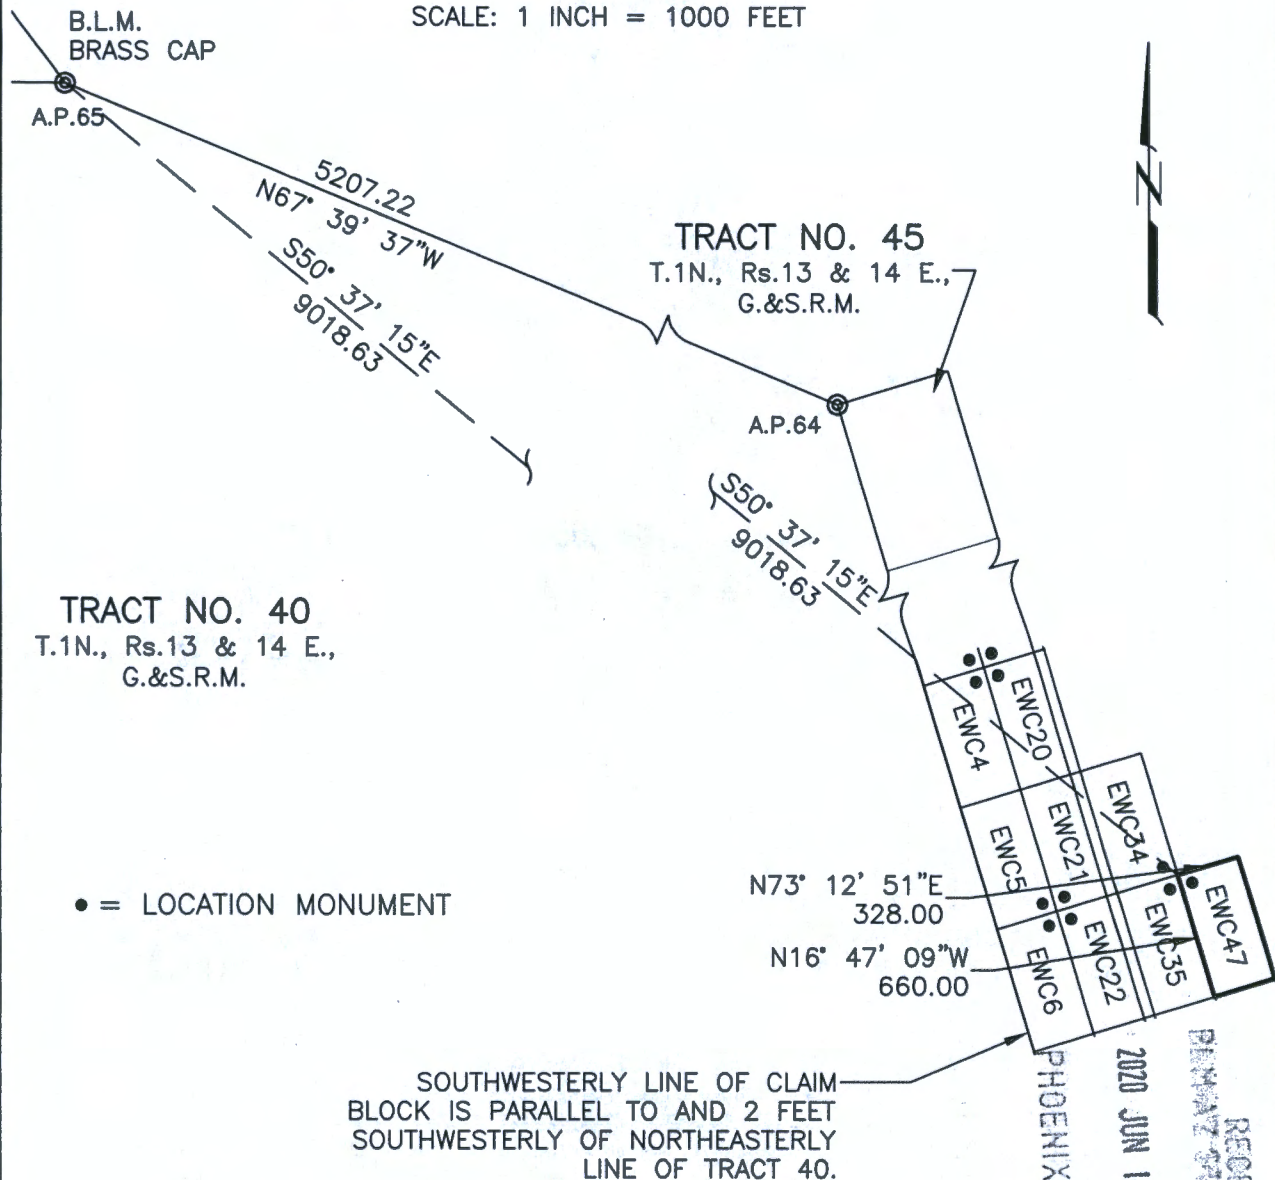 SCALE: 1 INCH = 1000 FEET
B.L.M.
BRASS CAP
A.P.65
5207.22
N67° 39' 37"W
S50° 37' 15"E
9018.63
TRACT NO. 45
T.1N., Rs.13 & 14 E.,
G.&S.R.M.
N
A.P.64
S50° 37' 15"E
9018.63
TRACT NO. 40
T.1N., Rs.13 & 14 E.,
G.&S.R.M.
EWC4
EWC20
EWC5
EWC21
EWC34
EWC6
EWC22
EWC35
EWC47
N73° 12' 51"E
328.00
N16° 47' 09"W
660.00
● = LOCATION MONUMENT
SOUTHWESTERLY LINE OF CLAIM
BLOCK IS PARALLEL TO AND 2 FEET
SOUTHWESTERLY OF NORTHEASTERLY
LINE OF TRACT 40.
2020 JUN 1
PHOENIX